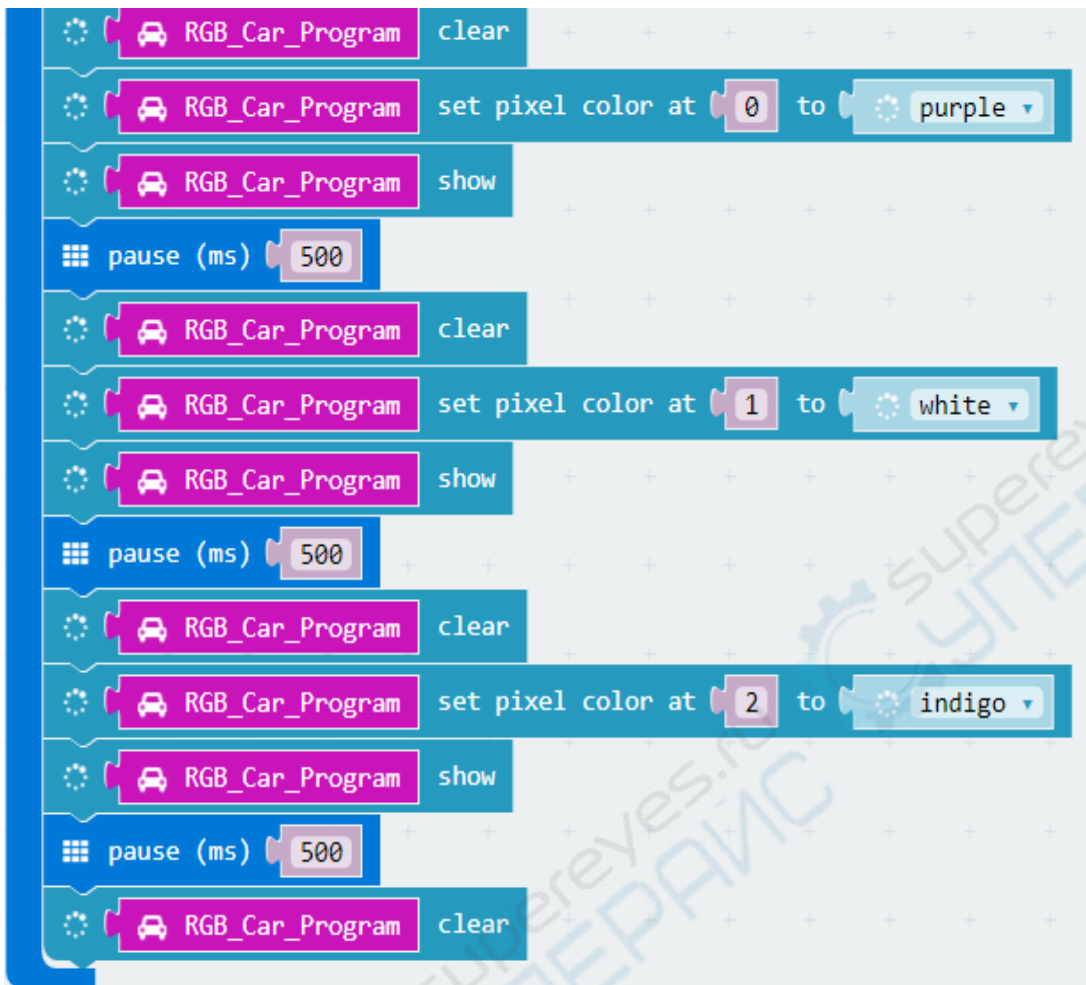 RGB_Car_Program clear
RGB_Car_Program set pixel color at 0 to purple
RGB_Car_Program show
pause (ms) 500
RGB_Car_Program clear
RGB_Car_Program set pixel color at 1 to white
RGB_Car_Program show
pause (ms) 500
RGB_Car_Program clear
RGB_Car_Program set pixel color at 2 to indigo
RGB_Car_Program show
pause (ms) 500
RGB_Car_Program clear